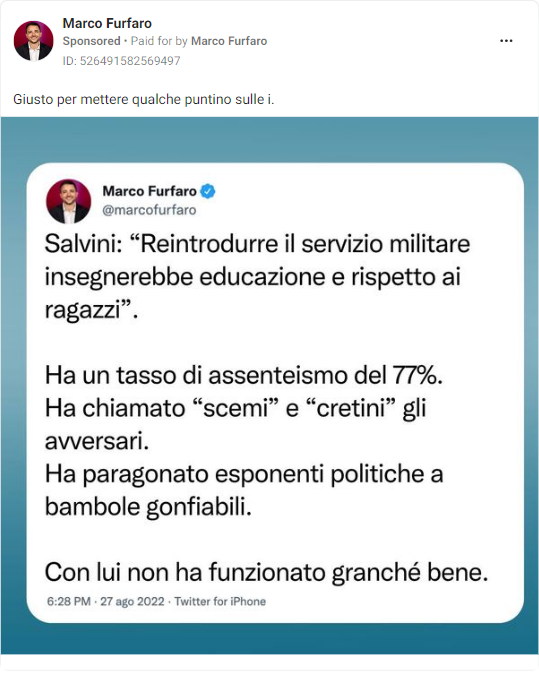 Marco Furfaro
Sponsored • Paid for by Marco Furfaro
ID: 526491582569497
Giusto per mettere qualche puntino sulle i.
Marco Furfaro
@marcofurfaro
Salvini: “Reintrodurre il servizio militare
insegnerebbe educazione e rispetto ai
ragazzi”.
Ha un tasso di assenteismo del 77%.
Ha chiamato “scemi” e “cretini” gli
avversari.
Ha paragonato esponenti politiche a
bambole gonfiabili.
Con lui non ha funzionato granché bene.
6:28 PM · 27 ago 2022 · Twitter for iPhone